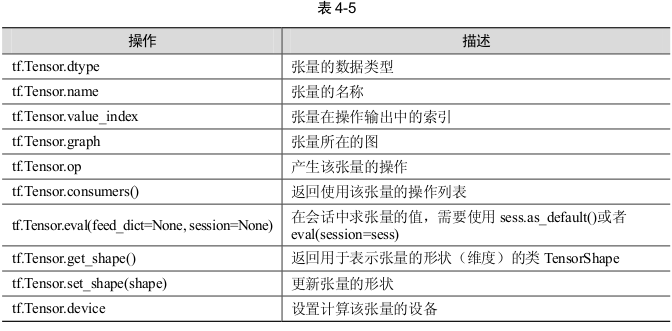 表 4-5
操作 描述
tf.Tensor.dtype 张量的数据类型
tf.Tensor.name 张量的名称
tf.Tensor.value_index 张量在操作输出中的索引
tf.Tensor.graph 张量所在的图
tf.Tensor.op 产生该张量的操作
tf.Tensor.consumers() 返回使用该张量的操作列表
tf.Tensor.eval(feed_dict=None, session=None) 在会话中求张量的值，需要使用 sess.as_default()或者
eval(session=sess)
tf.Tensor.get_shape() 返回用于表示张量的形状（维度）的类 TensorShape
tf.Tensor.set_shape(shape) 更新张量的形状
tf.Tensor.device 设置计算该张量的设备